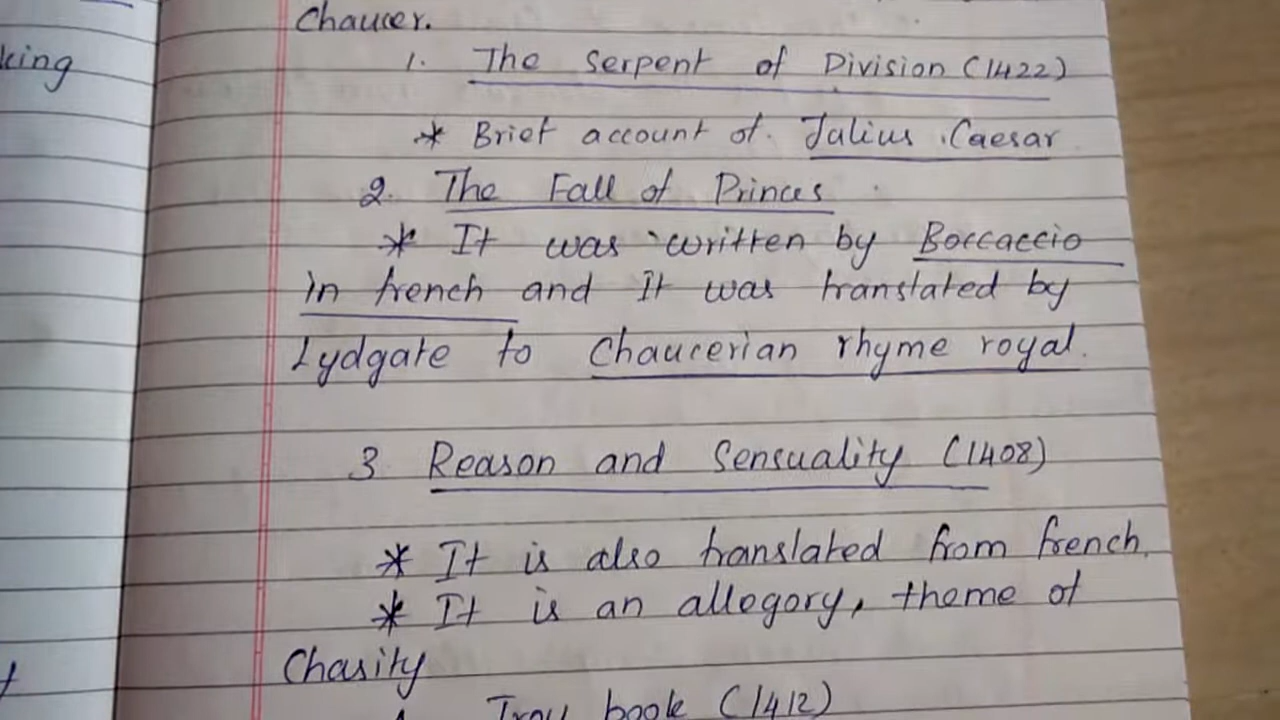 Chaucer.
king
1. The Serpent of Division (1422)
* Brief account of. Julius Caesar
2. The Fall of Princes
* It was written by Boccaccio
in french and It was translated by
Lydgate to Chaucerian rhyme royal.
3 Reason and Sensuality (1408)
* It is also translated from french.
* It is an allegory, theme of
Chasity
Troy book (1412)